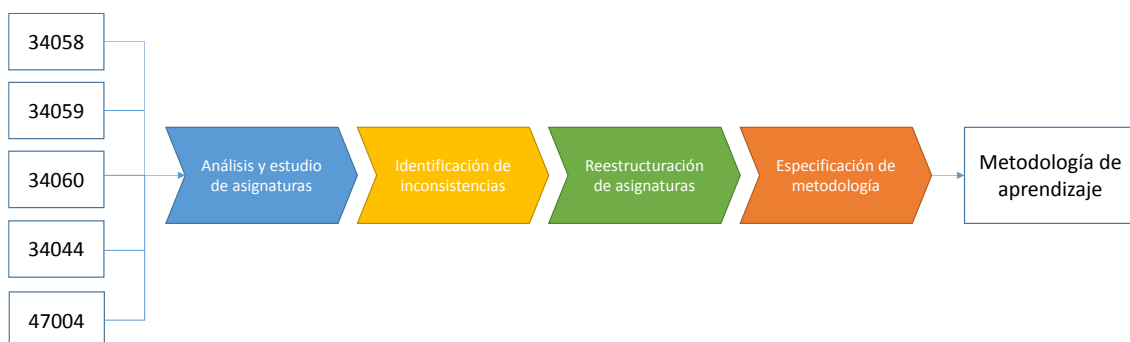 34058
34059
34060
34044
47004
Análisis y estudio
de asignaturas
Identificación de
inconsistencias
Reestructuración
de asignaturas
Especificación de
metodología
Metodología de
aprendizaje